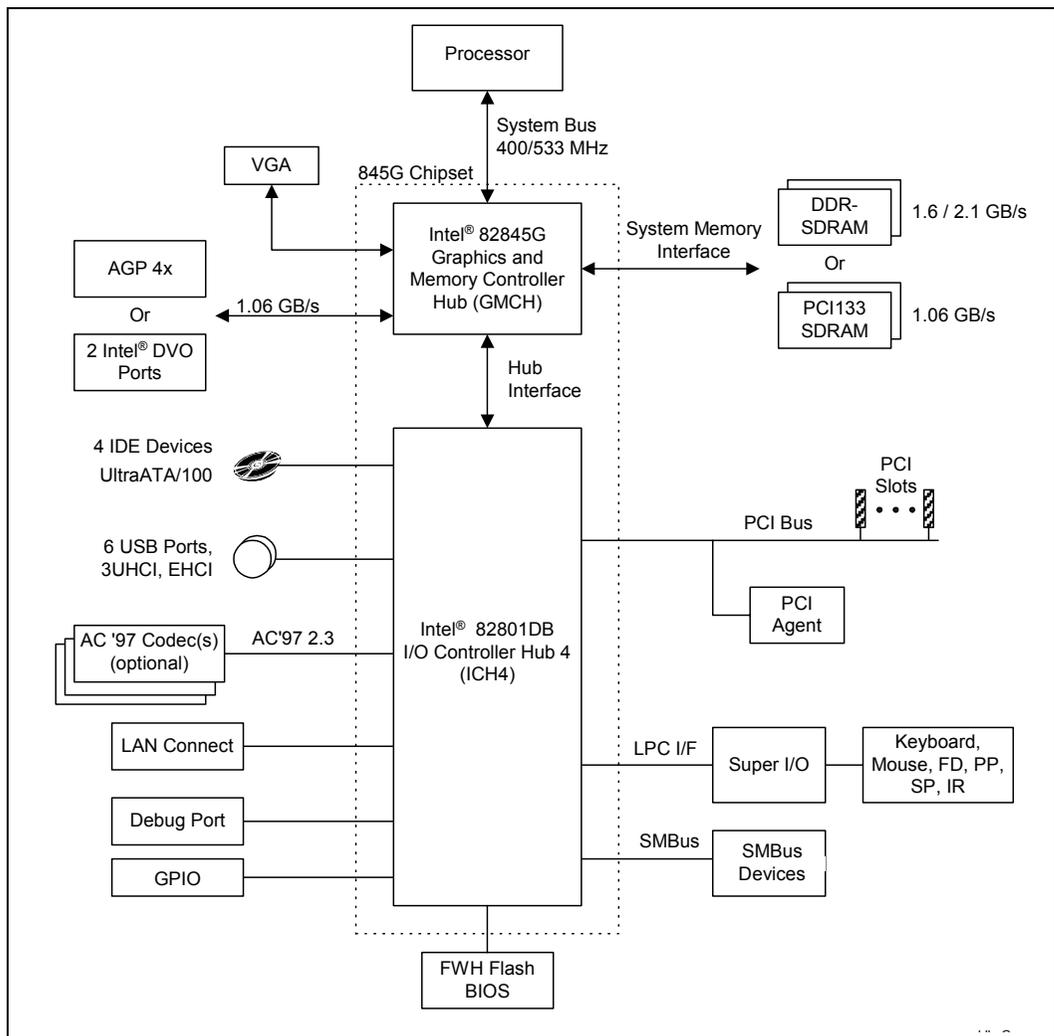 Processor
System Bus
400/533 MHz
VGA
845G Chipset
Intel® 82845G
Graphics and
Memory Controller
Hub (GMCH)
System Memory
Interface
DDR-
SDRAM
1.6 / 2.1 GB/s
Or
PCI133
SDRAM
1.06 GB/s
AGP 4x
Or
1.06 GB/s
2 Intel® DVO
Ports
Hub
Interface
4 IDE Devices
UltraATA/100
6 USB Ports,
3UHCI, EHCI
AC '97 Codec(s)
(optional)
AC'97 2.3
LAN Connect
Debug Port
GPIO
Intel® 82801DB
I/O Controller Hub 4
(ICH4)
PCI
Slots
PCI Bus
PCI
Agent
LPC I/F
Super I/O
Keyboard,
Mouse, FD, PP,
SP, IR
SMBus
SMBus
Devices
FWH Flash
BIOS